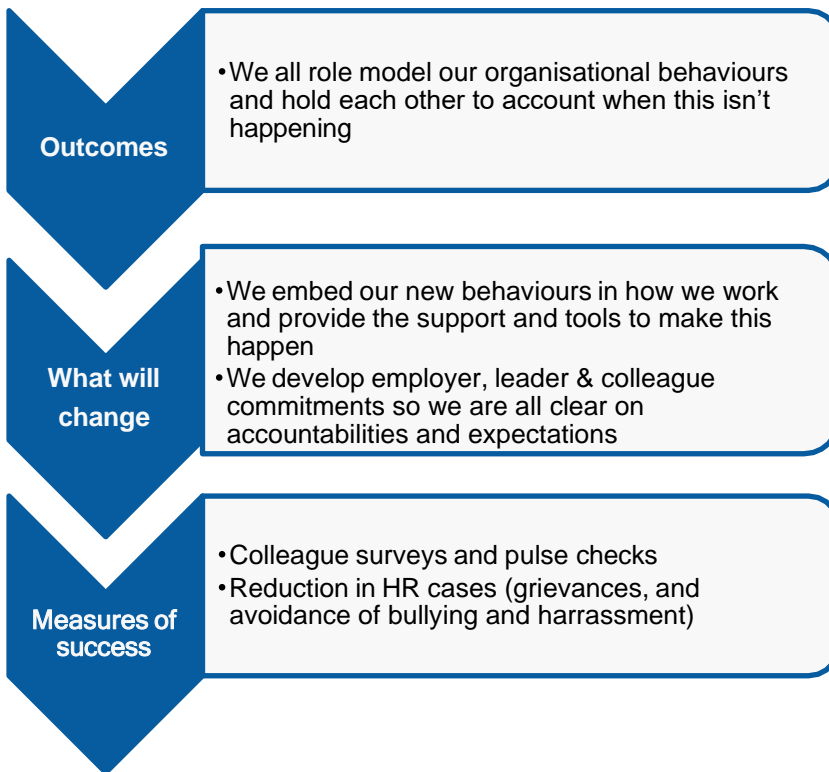 Outcomes
•We all role model our organisational behaviours
and hold each other to account when this isn’t
happening
What will
change
•We embed our new behaviours in how we work
and provide the support and tools to make this
happen
•We develop employer, leader & colleague
commitments so we are all clear on
accountabilities and expectations
Measures of
success
•Colleague surveys and pulse checks
•Reduction in HR cases (grievances, and
avoidance of bullying and harrassment)